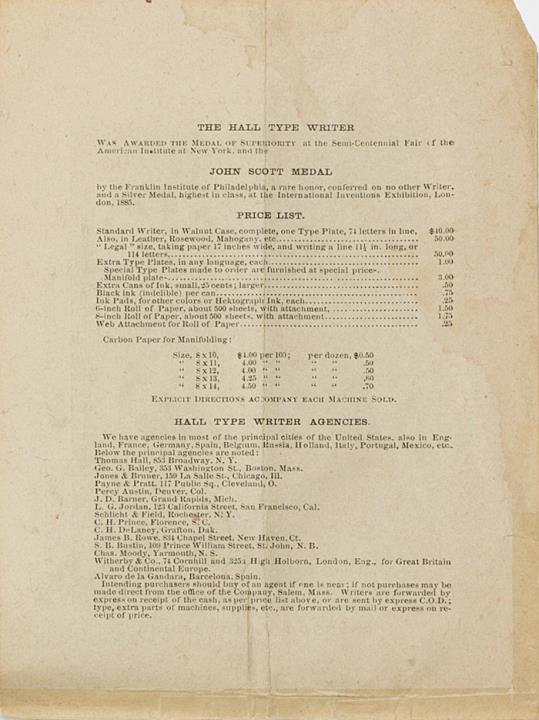 THE HALL TYPE WRITER
WAS AWARDED THE MEDAL OF SUPERIORITY at the Semi-Centennial Fair of the
American Institute at New York, and the
JOHN SCOTT MEDAL
by the Franklin Institute of Philadelphia, a rare honor, conferred on no other Writer,
and a Silver Medal, highest in class, at the International Inventions Exhibition, Lon-
don, 1885.
PRICE LIST.
Standard Writer, in Walnut Case, complete, one Type Plate, 74 letters in line, $40.00
Also, in Leather, Rosewood, Mahogany, etc. 50.00
"Legal" size, taking paper 17 inches wide, and writing a line 11½ in. long, or
114 letters, 50.00
Extra Type Plates, in any language, each 1.00
Special Type Plates made to order are furnished at special prices.
Manifold plates 3.00
Extra Cans of Ink, small, 25 cents; larger .50
Black ink (indelible) per can .75
Ink Pads, for other colors or Hektograph Ink, each .25
6-inch Roll of Paper, about 500 sheets, with attachment 1.50
8-inch Roll of Paper, about 500 sheets, with attachment 1.75
Web Attachment for Roll of Paper .25
Carbon Paper for Manifolding:
Size, 8 x 10, $4.00 per 100; per dozen, $0.50
" 8 x 11, 4.00 " " " " .50
" 8 x 12, 4.00 " " " " .50
" 8 x 13, 4.25 " " " " .60
" 8 x 14, 4.50 " " " " .70
EXPLICIT DIRECTIONS ACCOMPANY EACH MACHINE SOLD.
HALL TYPE WRITER AGENCIES.
We have agencies in most of the principal cities of the United States, also in Eng-
land, France, Germany, Spain, Belgium, Russia, Holland, Italy, Portugal, Mexico, etc.
Below the principal agencies are noted:
Thomas Hall, 853 Broadway, N. Y.
Geo. G. Bailey, 353 Washington St., Boston, Mass.
Jones & Bruner, 159 La Salle St., Chicago, Ill.
Payne & Pratt, 117 Public Sq., Cleveland, O.
Percy Austin, Denver, Col.
J. D. Barner, Grand Rapids, Mich.
L. G. Jordan, 123 California Street, San Francisco, Cal.
Schlicht & Field, Rochester, N. Y.
C. H. Prince, Florence, S. C.
C. H. DeLaney, Grafton, Dak.
James B. Rowe, 834 Chapel Street, New Haven, Ct.
S. B. Bustin, 109 Prince William Street, St. John, N. B.
Chas. Moody, Yarmouth, N. S.
Witherby & Co., 74 Cornhill and 325a High Holborn, London, Eng., for Great Britain
and Continental Europe.
Alvaro de la Gandara, Barcelona, Spain.
Intending purchasers should buy of an agent if one is near; if not purchases may be
made direct from the office of the Company, Salem, Mass. Writers are forwarded by
express on receipt of the cash, as per price list above, or are sent by express C.O.D.;
type, extra parts of machines, supplies, etc., are forwarded by mail or express on re-
ceipt of price.